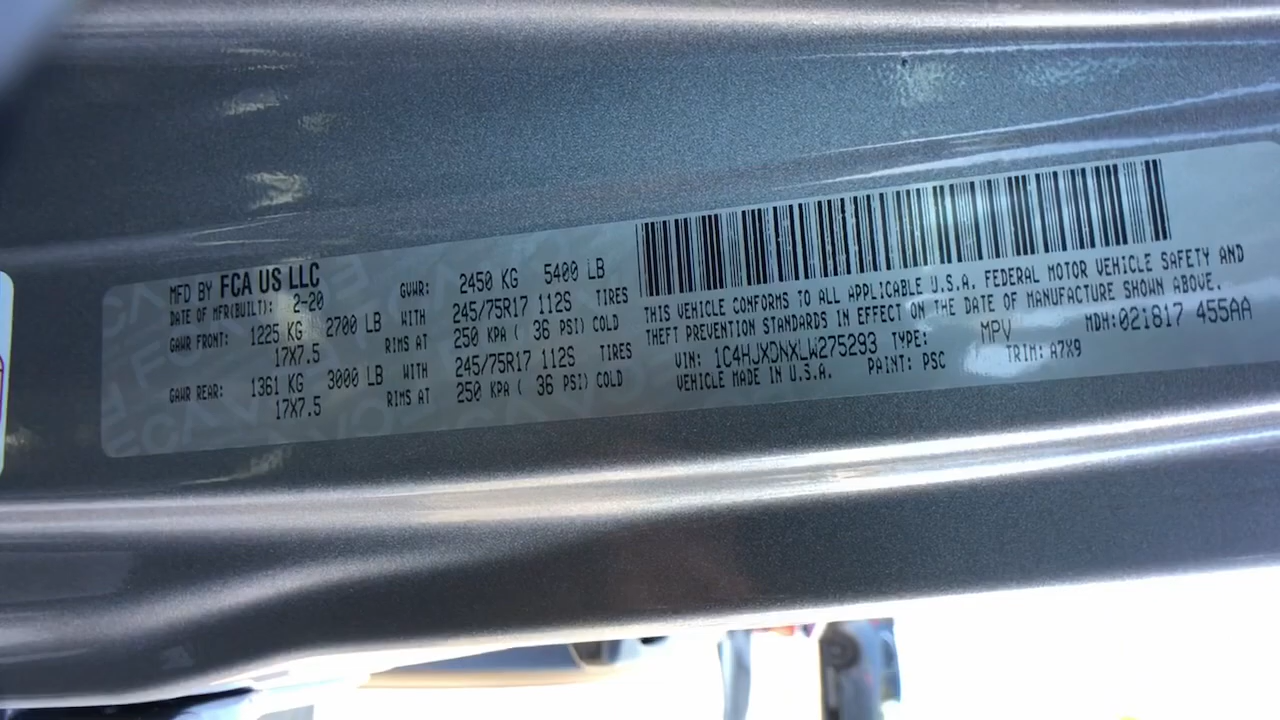 MFD BY FCA US LLC
DATE OF MFR(BUILT): 2-20
GVWR: 2450 KG 5400 LB
GAWR FRONT: 1225 KG 2700 LB WITH 245/75R17 112S TIRES
17X7.5 RIMS AT 250 KPA ( 36 PSI) COLD
GAWR REAR: 1361 KG 3000 LB WITH 245/75R17 112S TIRES
17X7.5 RIMS AT 250 KPA ( 36 PSI) COLD
THIS VEHICLE CONFORMS TO ALL APPLICABLE U.S.A. FEDERAL MOTOR VEHICLE SAFETY AND
THEFT PREVENTION STANDARDS IN EFFECT ON THE DATE OF MANUFACTURE SHOWN ABOVE.
VIN: 1C4HJXDNXLW275293 TYPE: MPV MDH:021817 455AA
VEHICLE MADE IN U.S.A. PAINT: PSC TRIM: A7X9